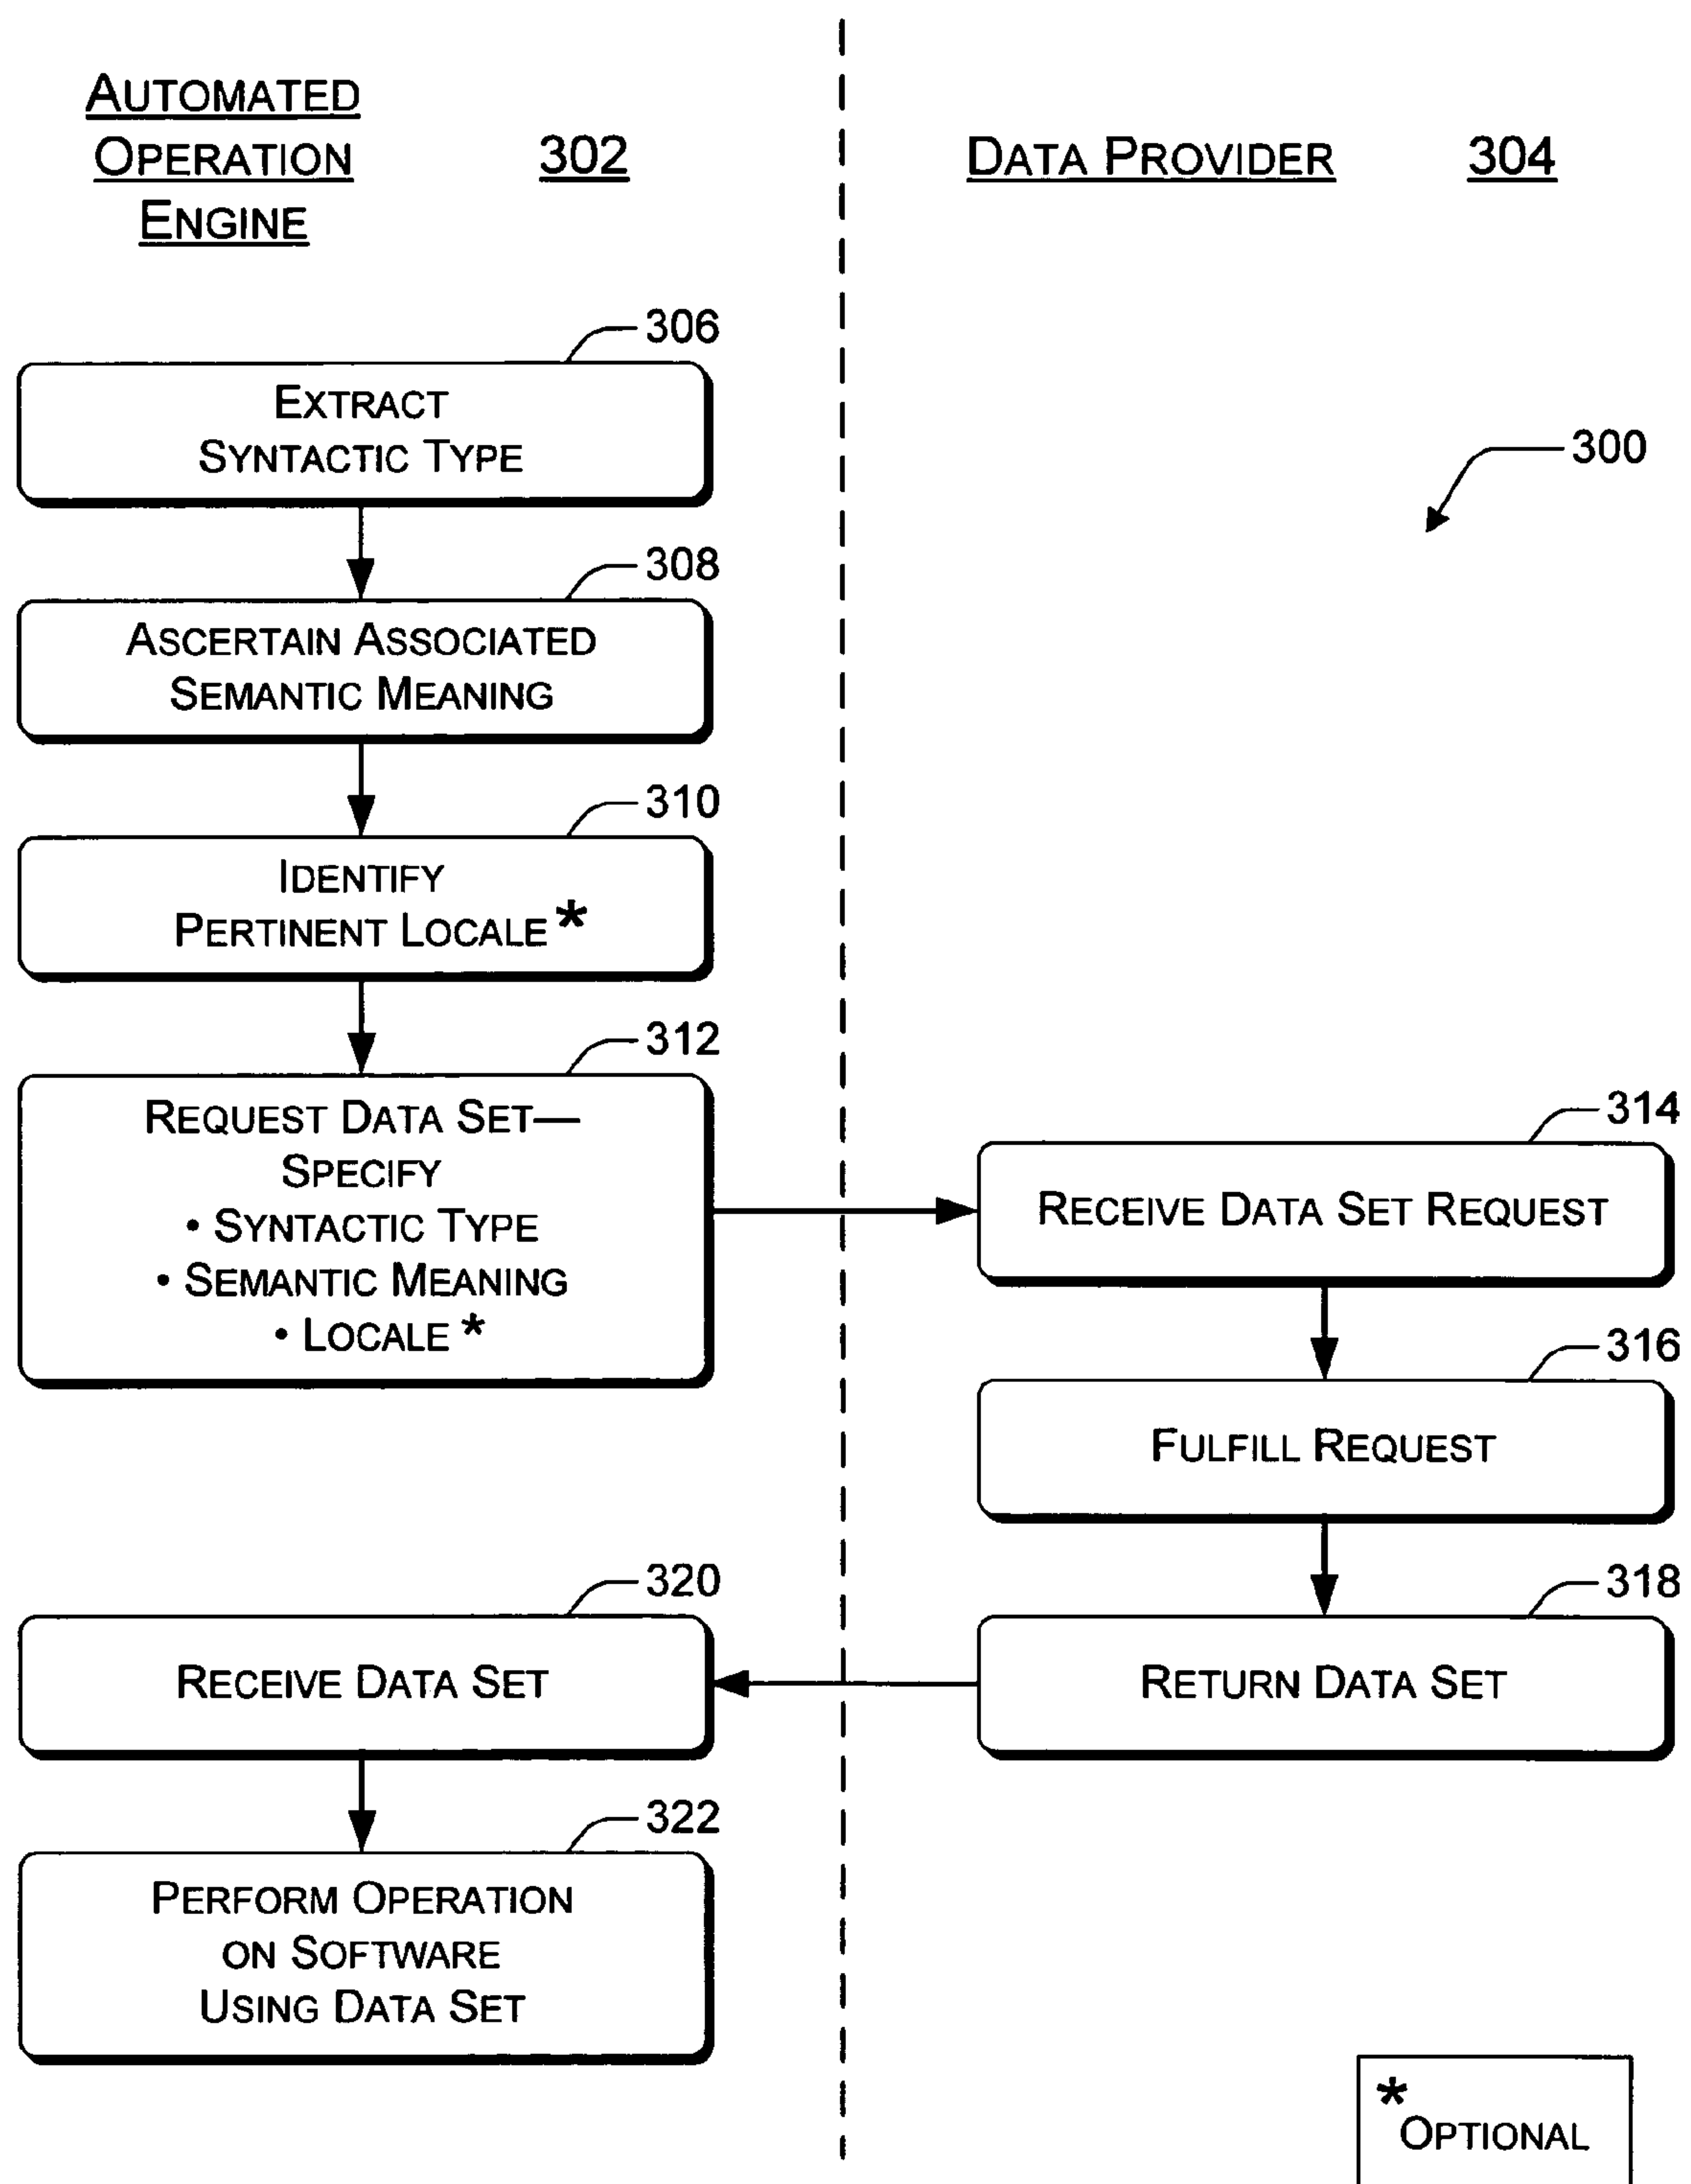 AUTOMATED
OPERATION 302
ENGINE
DATA PROVIDER 304
306
EXTRACT
SYNTACTIC TYPE
300
308
ASCERTAIN ASSOCIATED
SEMANTIC MEANING
310
IDENTIFY
PERTINENT LOCALE *
312
REQUEST DATA SET—
SPECIFY
• SYNTACTIC TYPE
• SEMANTIC MEANING
• LOCALE *
314
RECEIVE DATA SET REQUEST
316
FULFILL REQUEST
318
RETURN DATA SET
320
RECEIVE DATA SET
322
PERFORM OPERATION
ON SOFTWARE
USING DATA SET
* OPTIONAL